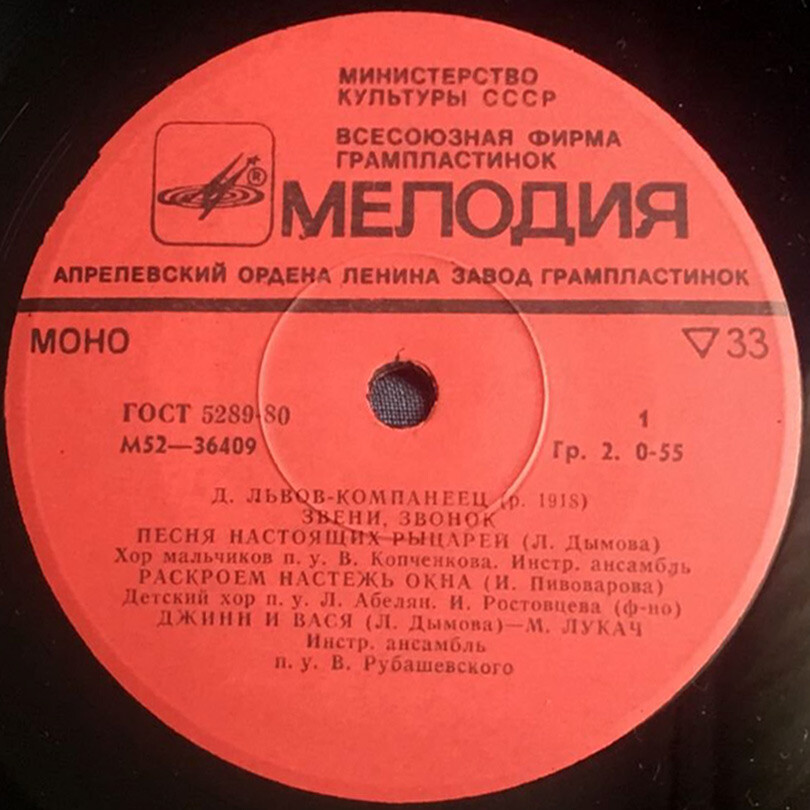 МИНИСТЕРСТВО
КУЛЬТУРЫ СССР
ВСЕСОЮЗНАЯ ФИРМА
ГРАМПЛАСТИНОК
®
МЕЛОДИЯ
АПРЕЛЕВСКИЙ ОРДЕНА ЛЕНИНА ЗАВОД ГРАМПЛАСТИНОК
МОНО
▽ 33
ГОСТ 5289-80
1
М52—36409
Гр. 2. 0-55
Д. ЛЬВОВ-КОМПАНЕЕЦ (р. 1918)
ЗВЕНИ, ЗВОНОК
ПЕСНЯ НАСТОЯЩИХ РЫЦАРЕЙ (Л. Дымова)
Хор мальчиков п. у. В. Копченкова. Инстр. ансамбль
РАСКРОЕМ НАСТЕЖЬ ОКНА (И. Пивоварова)
Детский хор п. у. Л. Абелян. И. Ростовцева (ф-но)
ДЖИНН И ВАСЯ (Л. Дымова)—М. ЛУКАЧ
Инстр. ансамбль
п. у. В. Рубашевского